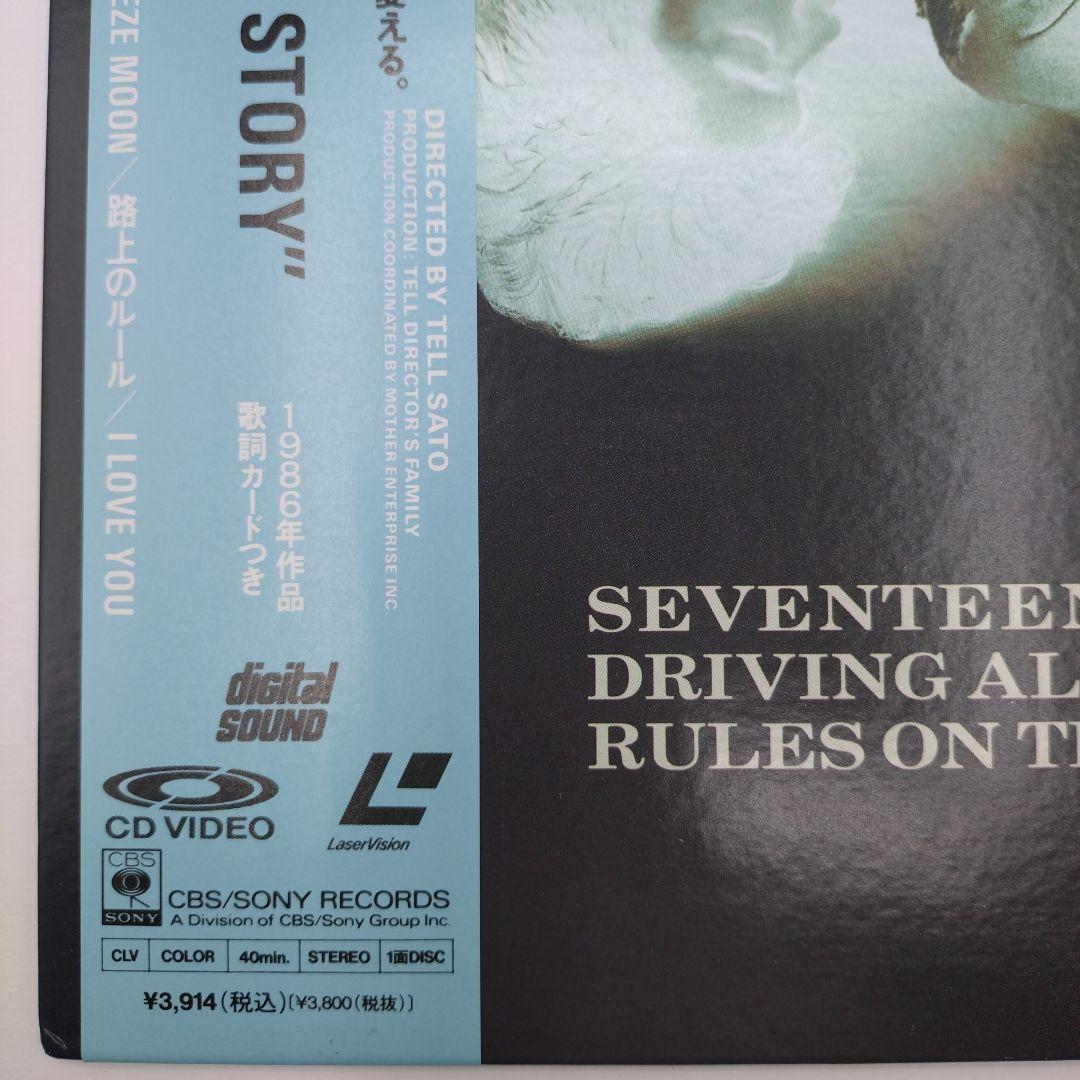 える。
STORY"
DIRECTED BY TELL SATO
PRODUCTION: TELL DIRECTOR'S FAMILY
PRODUCTION COORDINATED BY MOTHER ENTERPRISE INC.
1986年作品
歌詞カードつき
EZE MOON/路上のルール/I LOVE YOU
digital
SOUND
CD VIDEO
LaserVision
CBS
SONY
CBS/SONY RECORDS
A Division of CBS/Sony Group Inc.
CLV COLOR 40min. STEREO 1面DISC
¥3,914(税込)[¥3,800(税抜)]
SEVENTEEN
DRIVING AL
RULES ON T